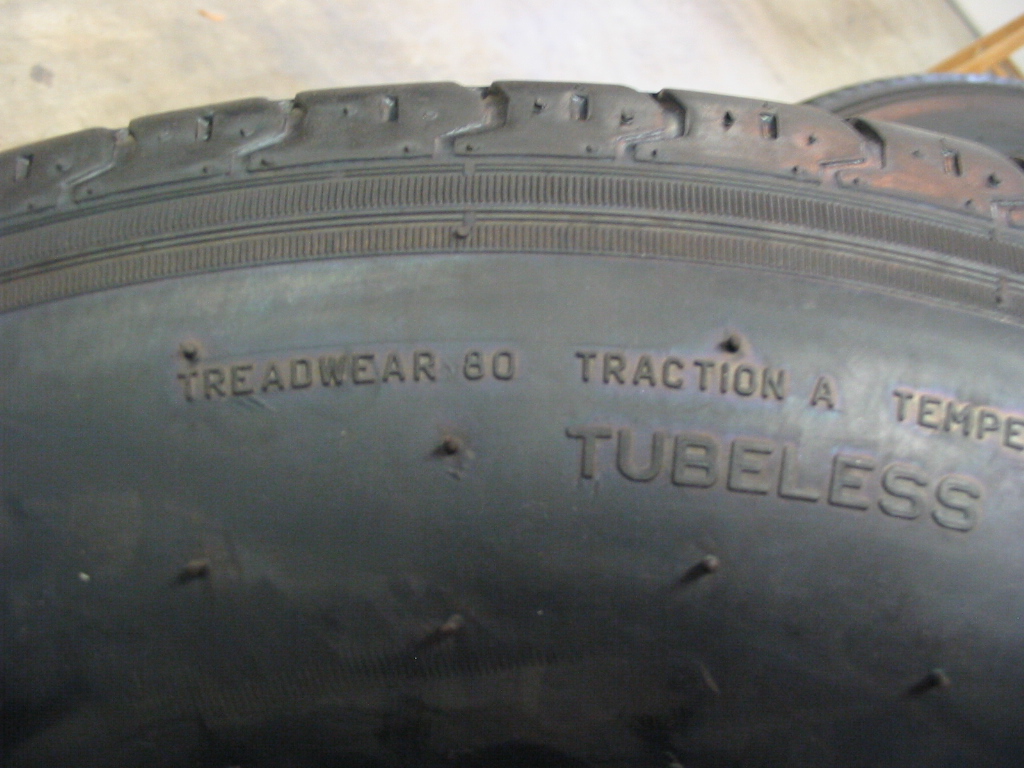 TREADWEAR 80 TRACTION A TEMPE
TUBELESS